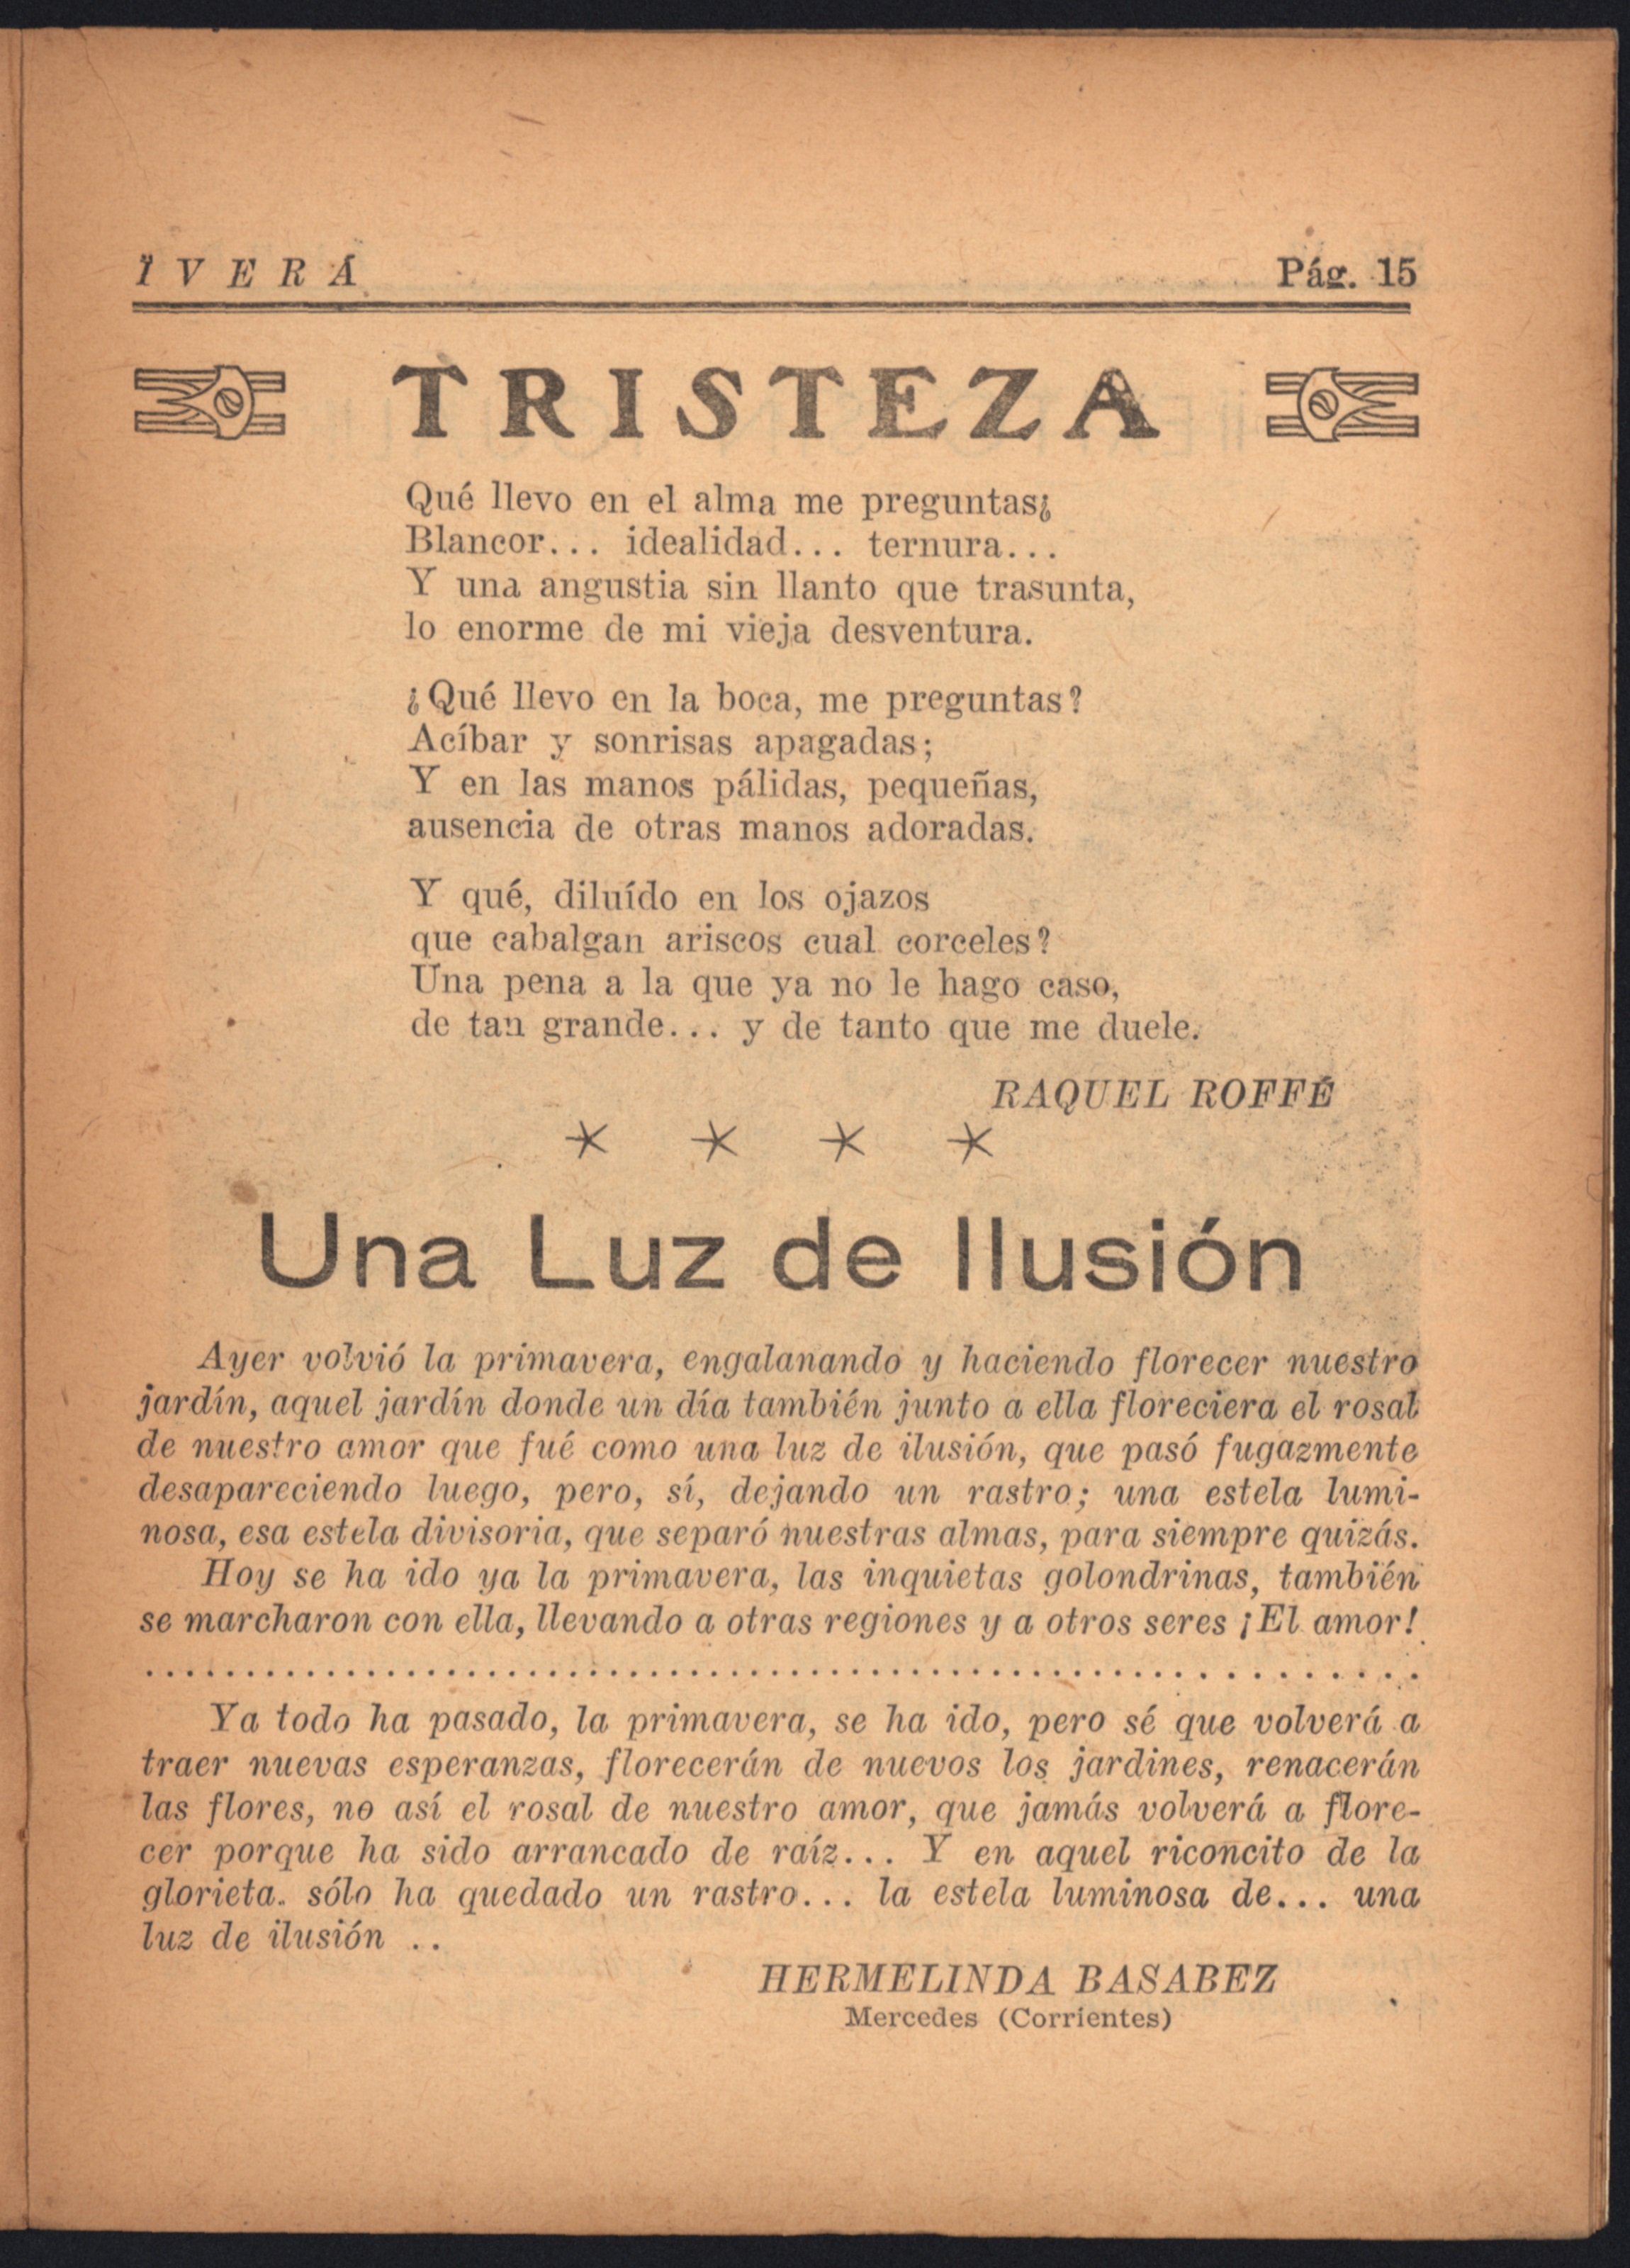 Ï V E R Á
Pág. 15
TRISTEZA
Qué llevo en el alma me preguntas¿
Blancor... idealidad... ternura...
Y una angustia sin llanto que trasunta,
lo enorme de mi vieja desventura.
¿Qué llevo en la boca, me preguntas?
Acíbar y sonrisas apagadas;
Y en las manos pálidas, pequeñas,
ausencia de otras manos adoradas.
Y qué, diluído en los ojazos
que cabalgan ariscos cual corceles?
Una pena a la que ya no le hago caso,
de tan grande... y de tanto que me duele.
RAQUEL ROFFÉ
* * * *
Una Luz de Ilusión
Ayer volvió la primavera, engalanando y haciendo florecer nuestro
jardín, aquel jardín donde un día también junto a ella floreciera el rosal
de nuestro amor que fué como una luz de ilusión, que pasó fugazmente
desapareciendo luego, pero, sí, dejando un rastro; una estela lumi-
nosa, esa estela divisoria, que separó nuestras almas, para siempre quizás.
Hoy se ha ido ya la primavera, las inquietas golondrinas, también
se marcharon con ella, llevando a otras regiones y a otros seres ¡El amor!
..........................................................
Ya todo ha pasado, la primavera, se ha ido, pero sé que volverá a
traer nuevas esperanzas, florecerán de nuevos los jardines, renacerán
las flores, no así el rosal de nuestro amor, que jamás volverá a flore-
cer porque ha sido arrancado de raíz... Y en aquel riconcito de la
glorieta. sólo ha quedado un rastro... la estela luminosa de... una
luz de ilusión ..
HERMELINDA BASABEZ
Mercedes (Corrientes)